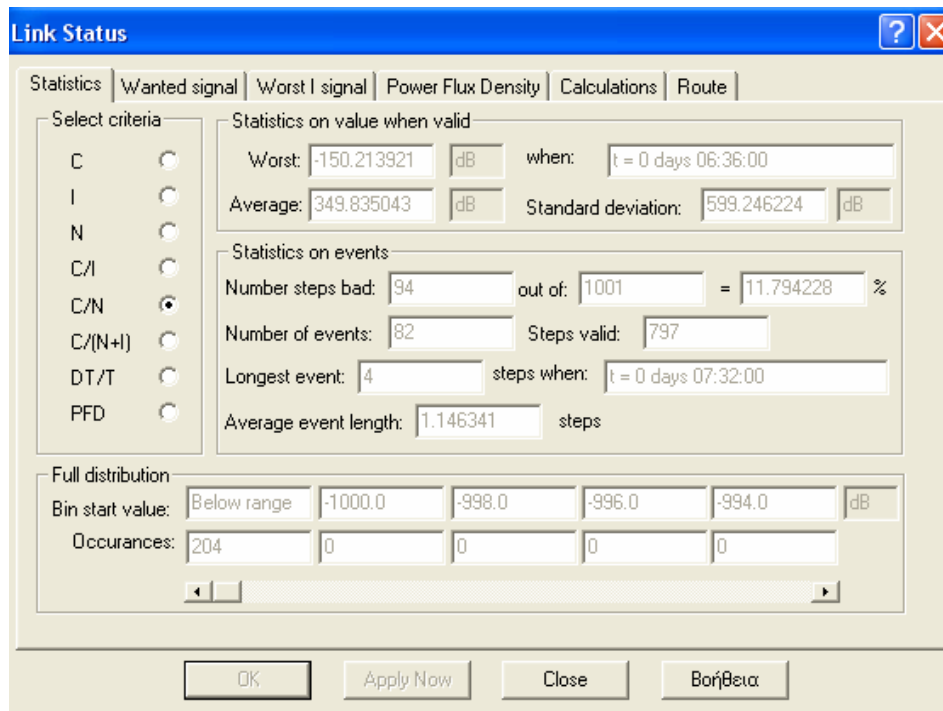 Link Status
Statistics Wanted signal Worst I signal Power Flux Density Calculations Route
Select criteria
C
I
N
C/I
C/N
C/(N+I)
DT/T
PFD
Statistics on value when valid
Worst: -150.213921 dB when: t = 0 days 06:36:00
Average: 349.835043 dB Standard deviation: 599.246224 dB
Statistics on events
Number steps bad: 94 out of: 1001 = 11.794228 %
Number of events: 82 Steps valid: 797
Longest event: 4 steps when: t = 0 days 07:32:00
Average event length: 1.146341 steps
Full distribution
Bin start value: Below range -1000.0 -998.0 -996.0 -994.0 dB
Occurances: 204 0 0 0 0
OK Apply Now Close Βοήθεια